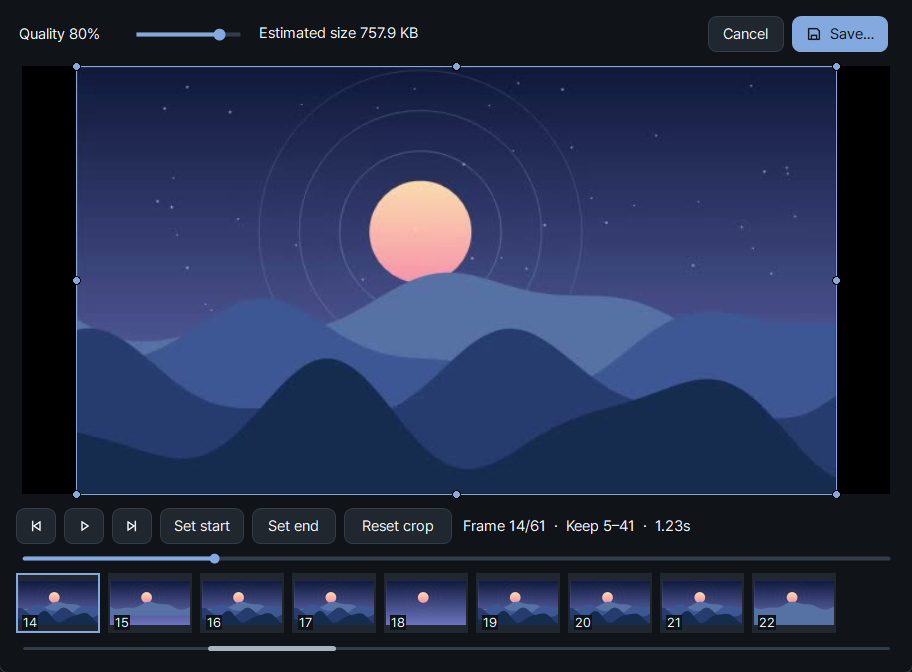 Quality 80%
Estimated size 757.9 KB
Cancel
Save...
Set start
Set end
Reset crop
Frame 14/61 · Keep 5–41 · 1.23s
14
15
16
17
18
19
20
21
22